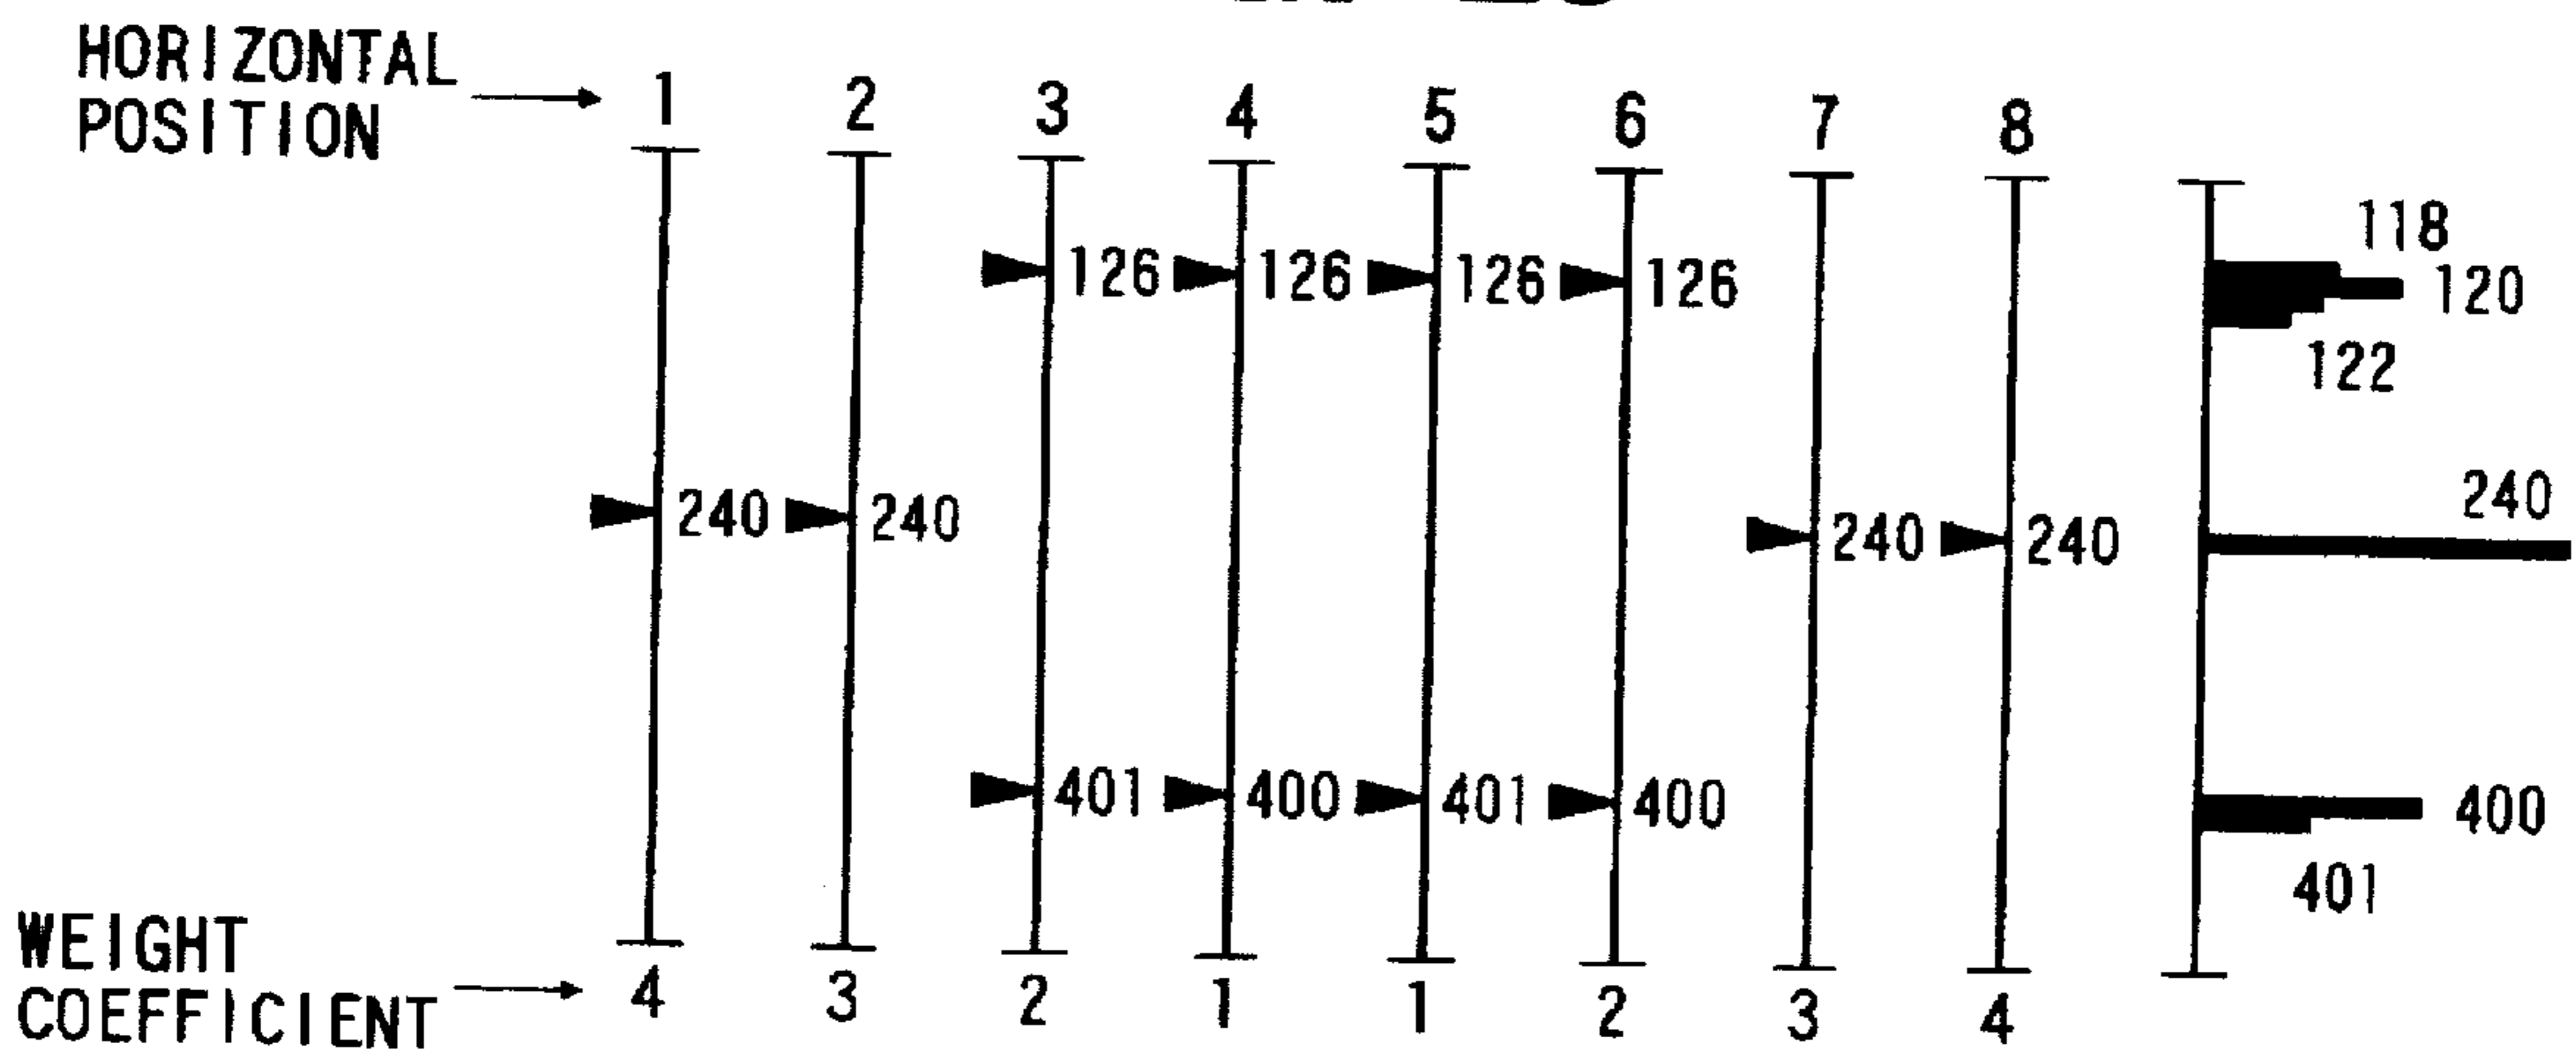 HORIZONTAL
POSITION
1 2 3 4 5 6 7 8
118
126 126 126 126 120
122
240 240 240 240 240
401 400 401 400 400
401
WEIGHT
COEFFICIENT
4 3 2 1 1 2 3 4